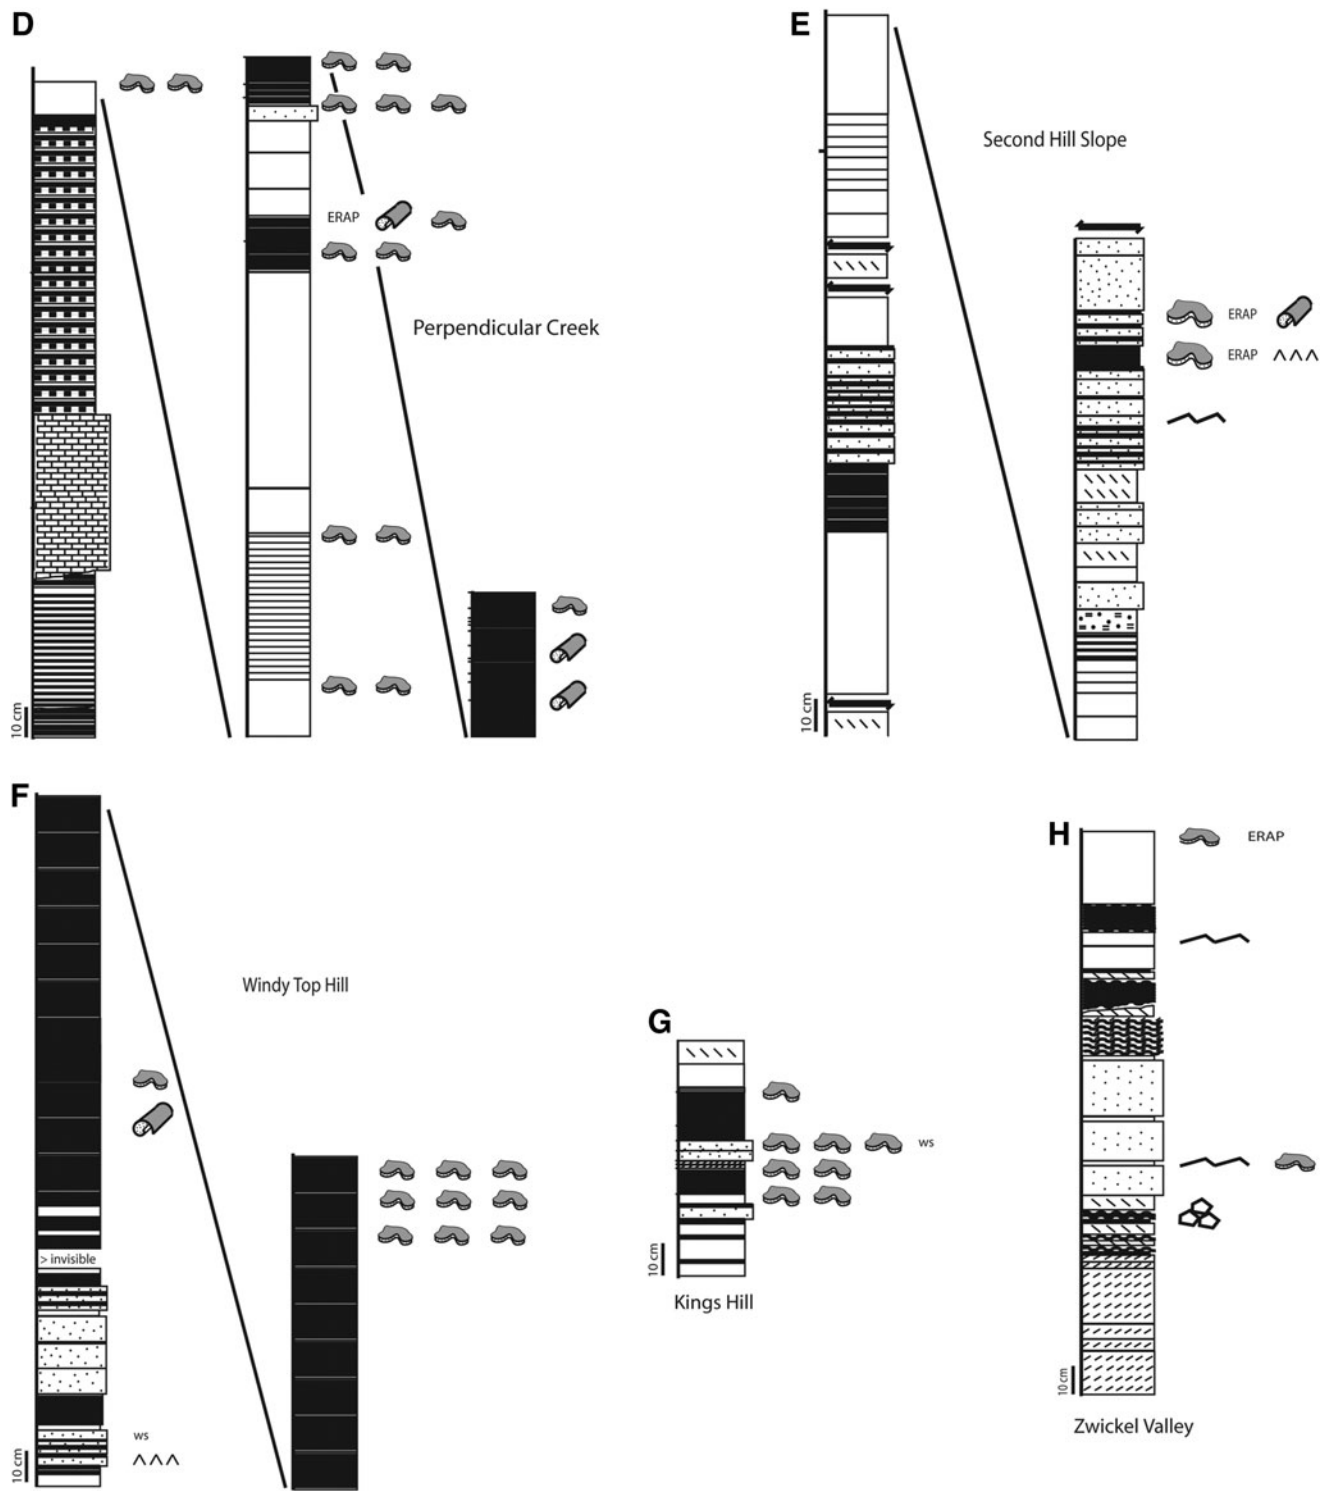 D
ERAP
Perpendicular Creek
10 cm
E
Second Hill Slope
ERAP
ERAP
10 cm
F
Windy Top Hill
> invisible
ws
10 cm
G
ws
10 cm
Kings Hill
H
ERAP
10 cm
Zwickel Valley